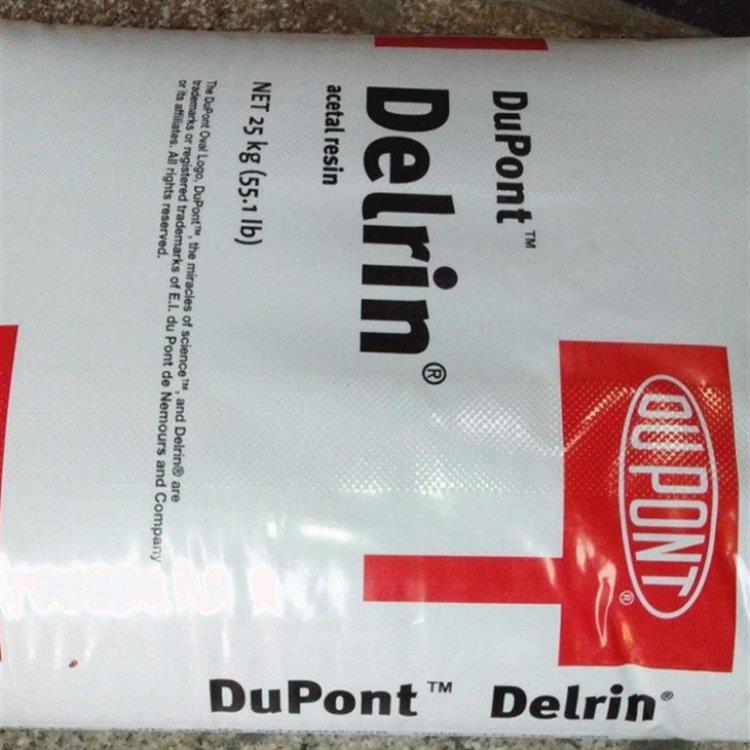 DuPont™
Delrin®
acetal resin
NET 25 kg (55.1 lb)
The DuPont Oval Logo, DuPont™, the miracles of science™, and Delrin® are
trademarks or registered trademarks of E.I. du Pont de Nemours and Company
or its affiliates. All rights reserved.
DU PONT®
DuPont™ Delrin®